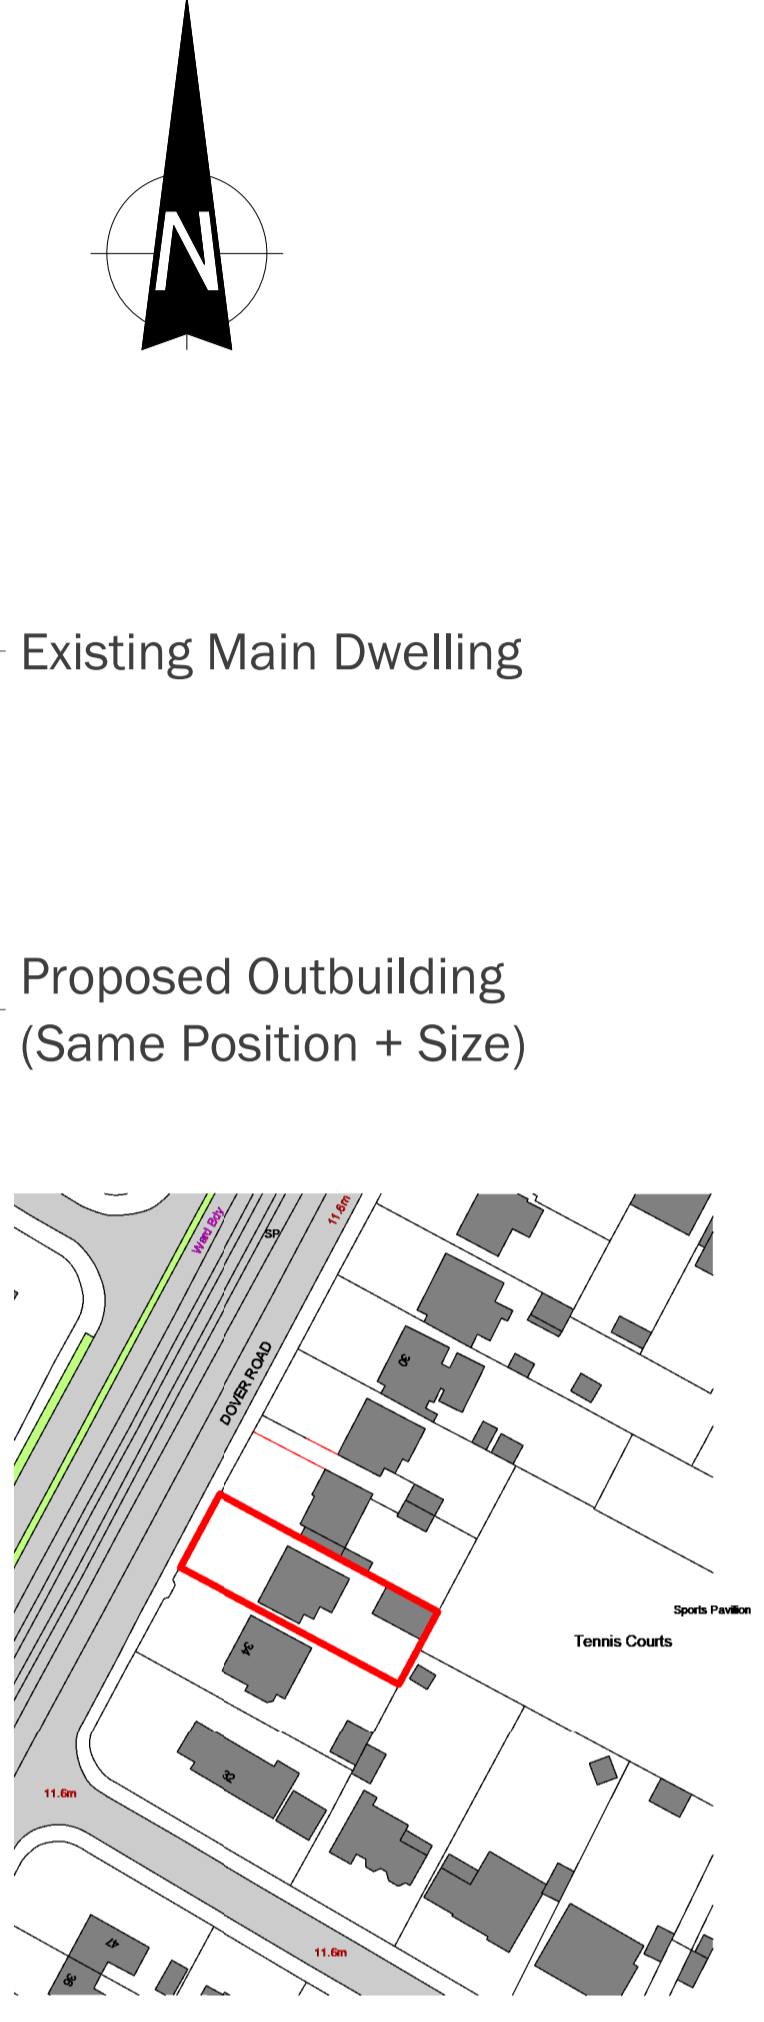 N
Existing Main Dwelling
Proposed Outbuilding
(Same Position + Size)
11.6m
Ward Bdy
SP
DOVER ROAD
30
Sports Pavilion
Tennis Courts
34
32
11.6m
11.6m
47
36